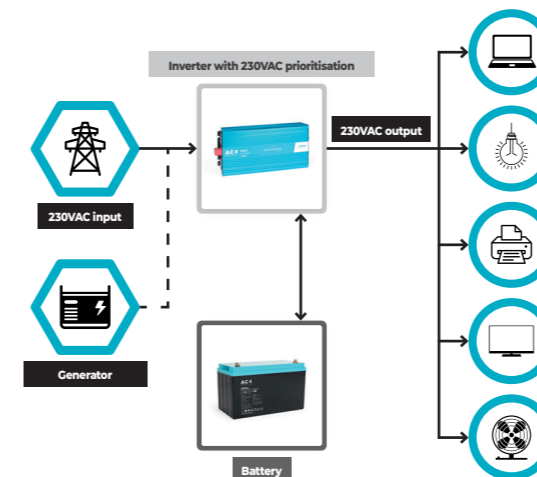 Inverter with 230VAC prioritisation
230VAC output
230VAC input
Generator
Battery